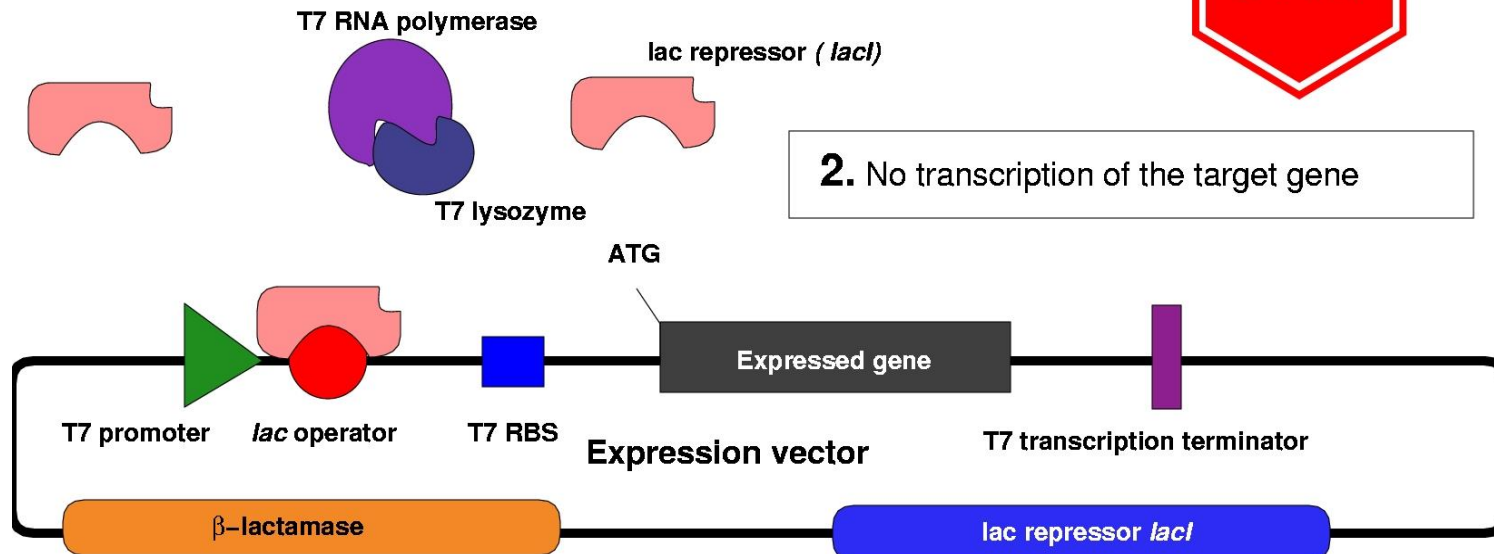 T7 RNA polymerase
lac repressor ( lacI)
T7 lysozyme
2. No transcription of the target gene
ATG
Expressed gene
T7 promoter
lac operator
T7 RBS
Expression vector
T7 transcription terminator
β−lactamase
lac repressor lacI